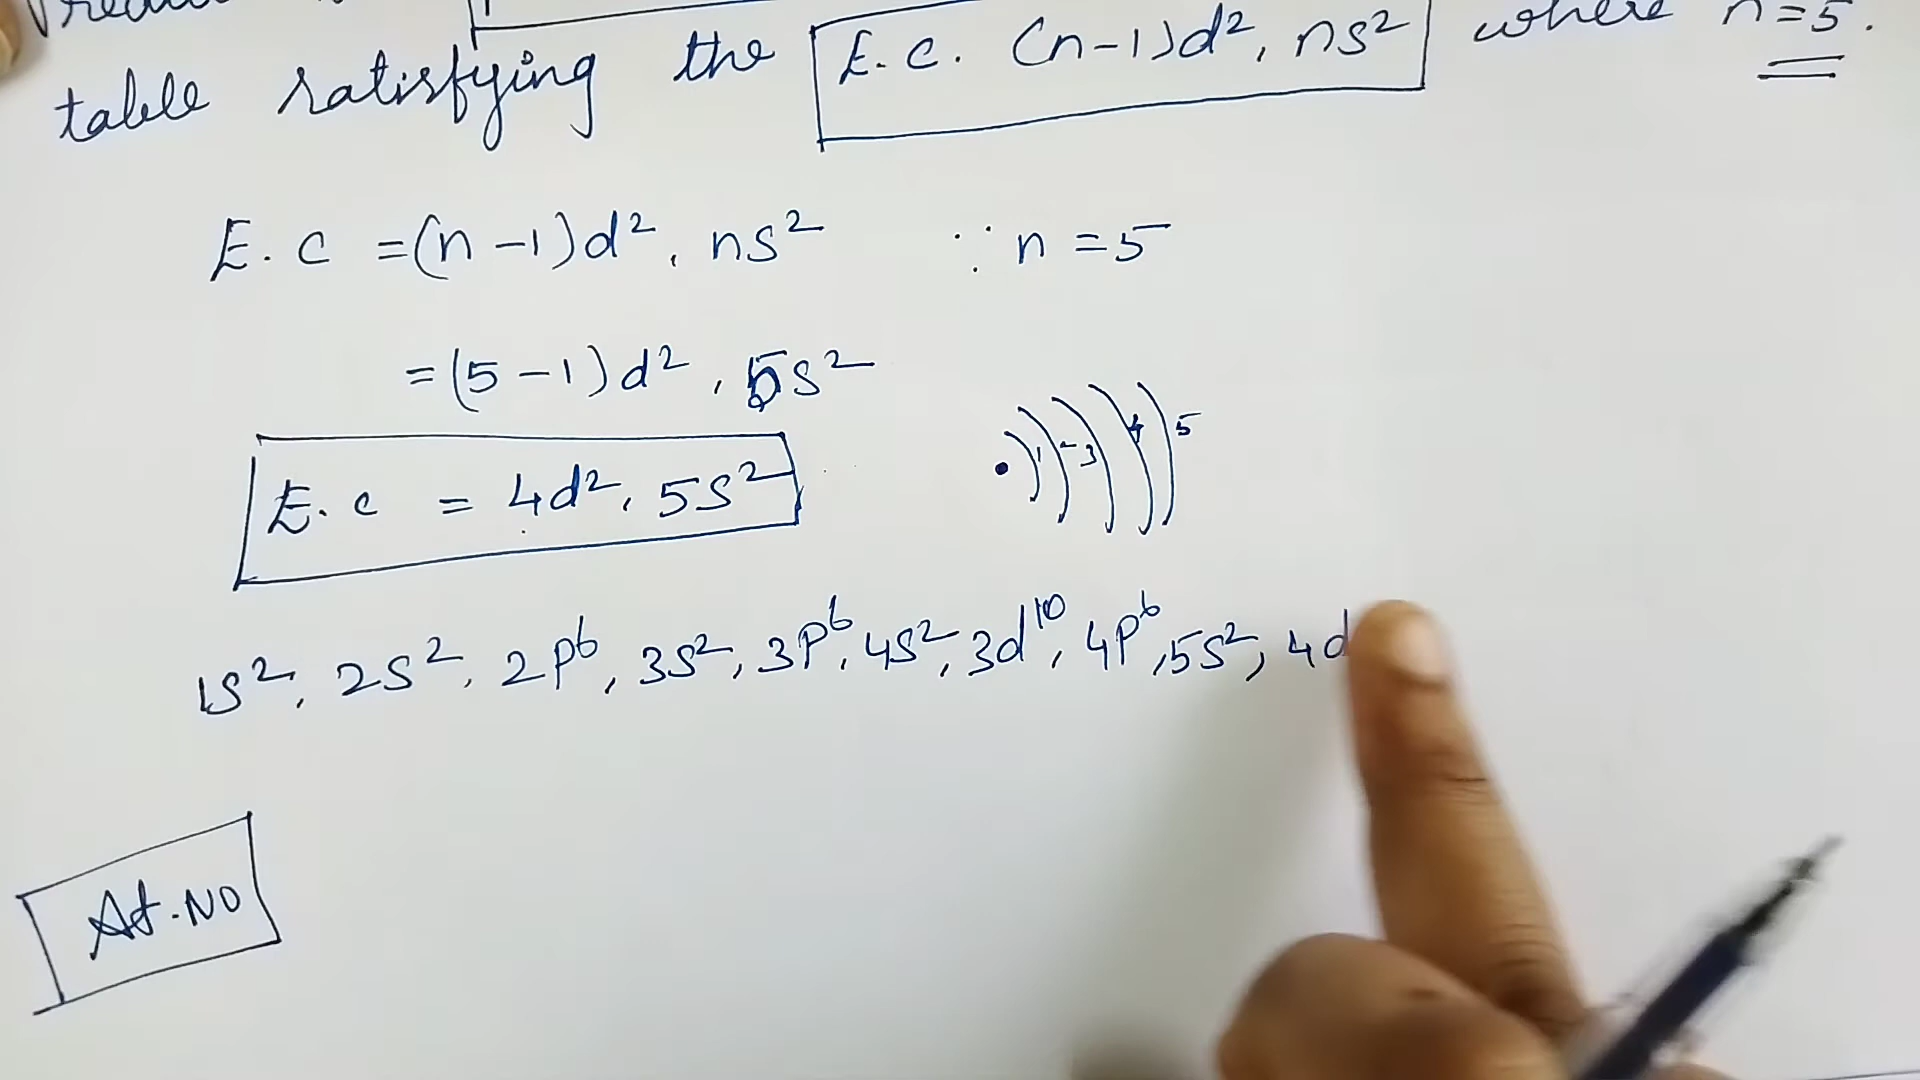 table satisfying the E.C. (n-1)d², ns² where n=5.
E.C = (n-1)d², ns² ∵ n = 5
= (5-1)d², 5s²
1 2 3 4 5
E.C = 4d², 5s²
1s², 2s², 2p⁶, 3s², 3p⁶, 4s², 3d¹⁰, 4p⁶, 5s², 4d
At.NO